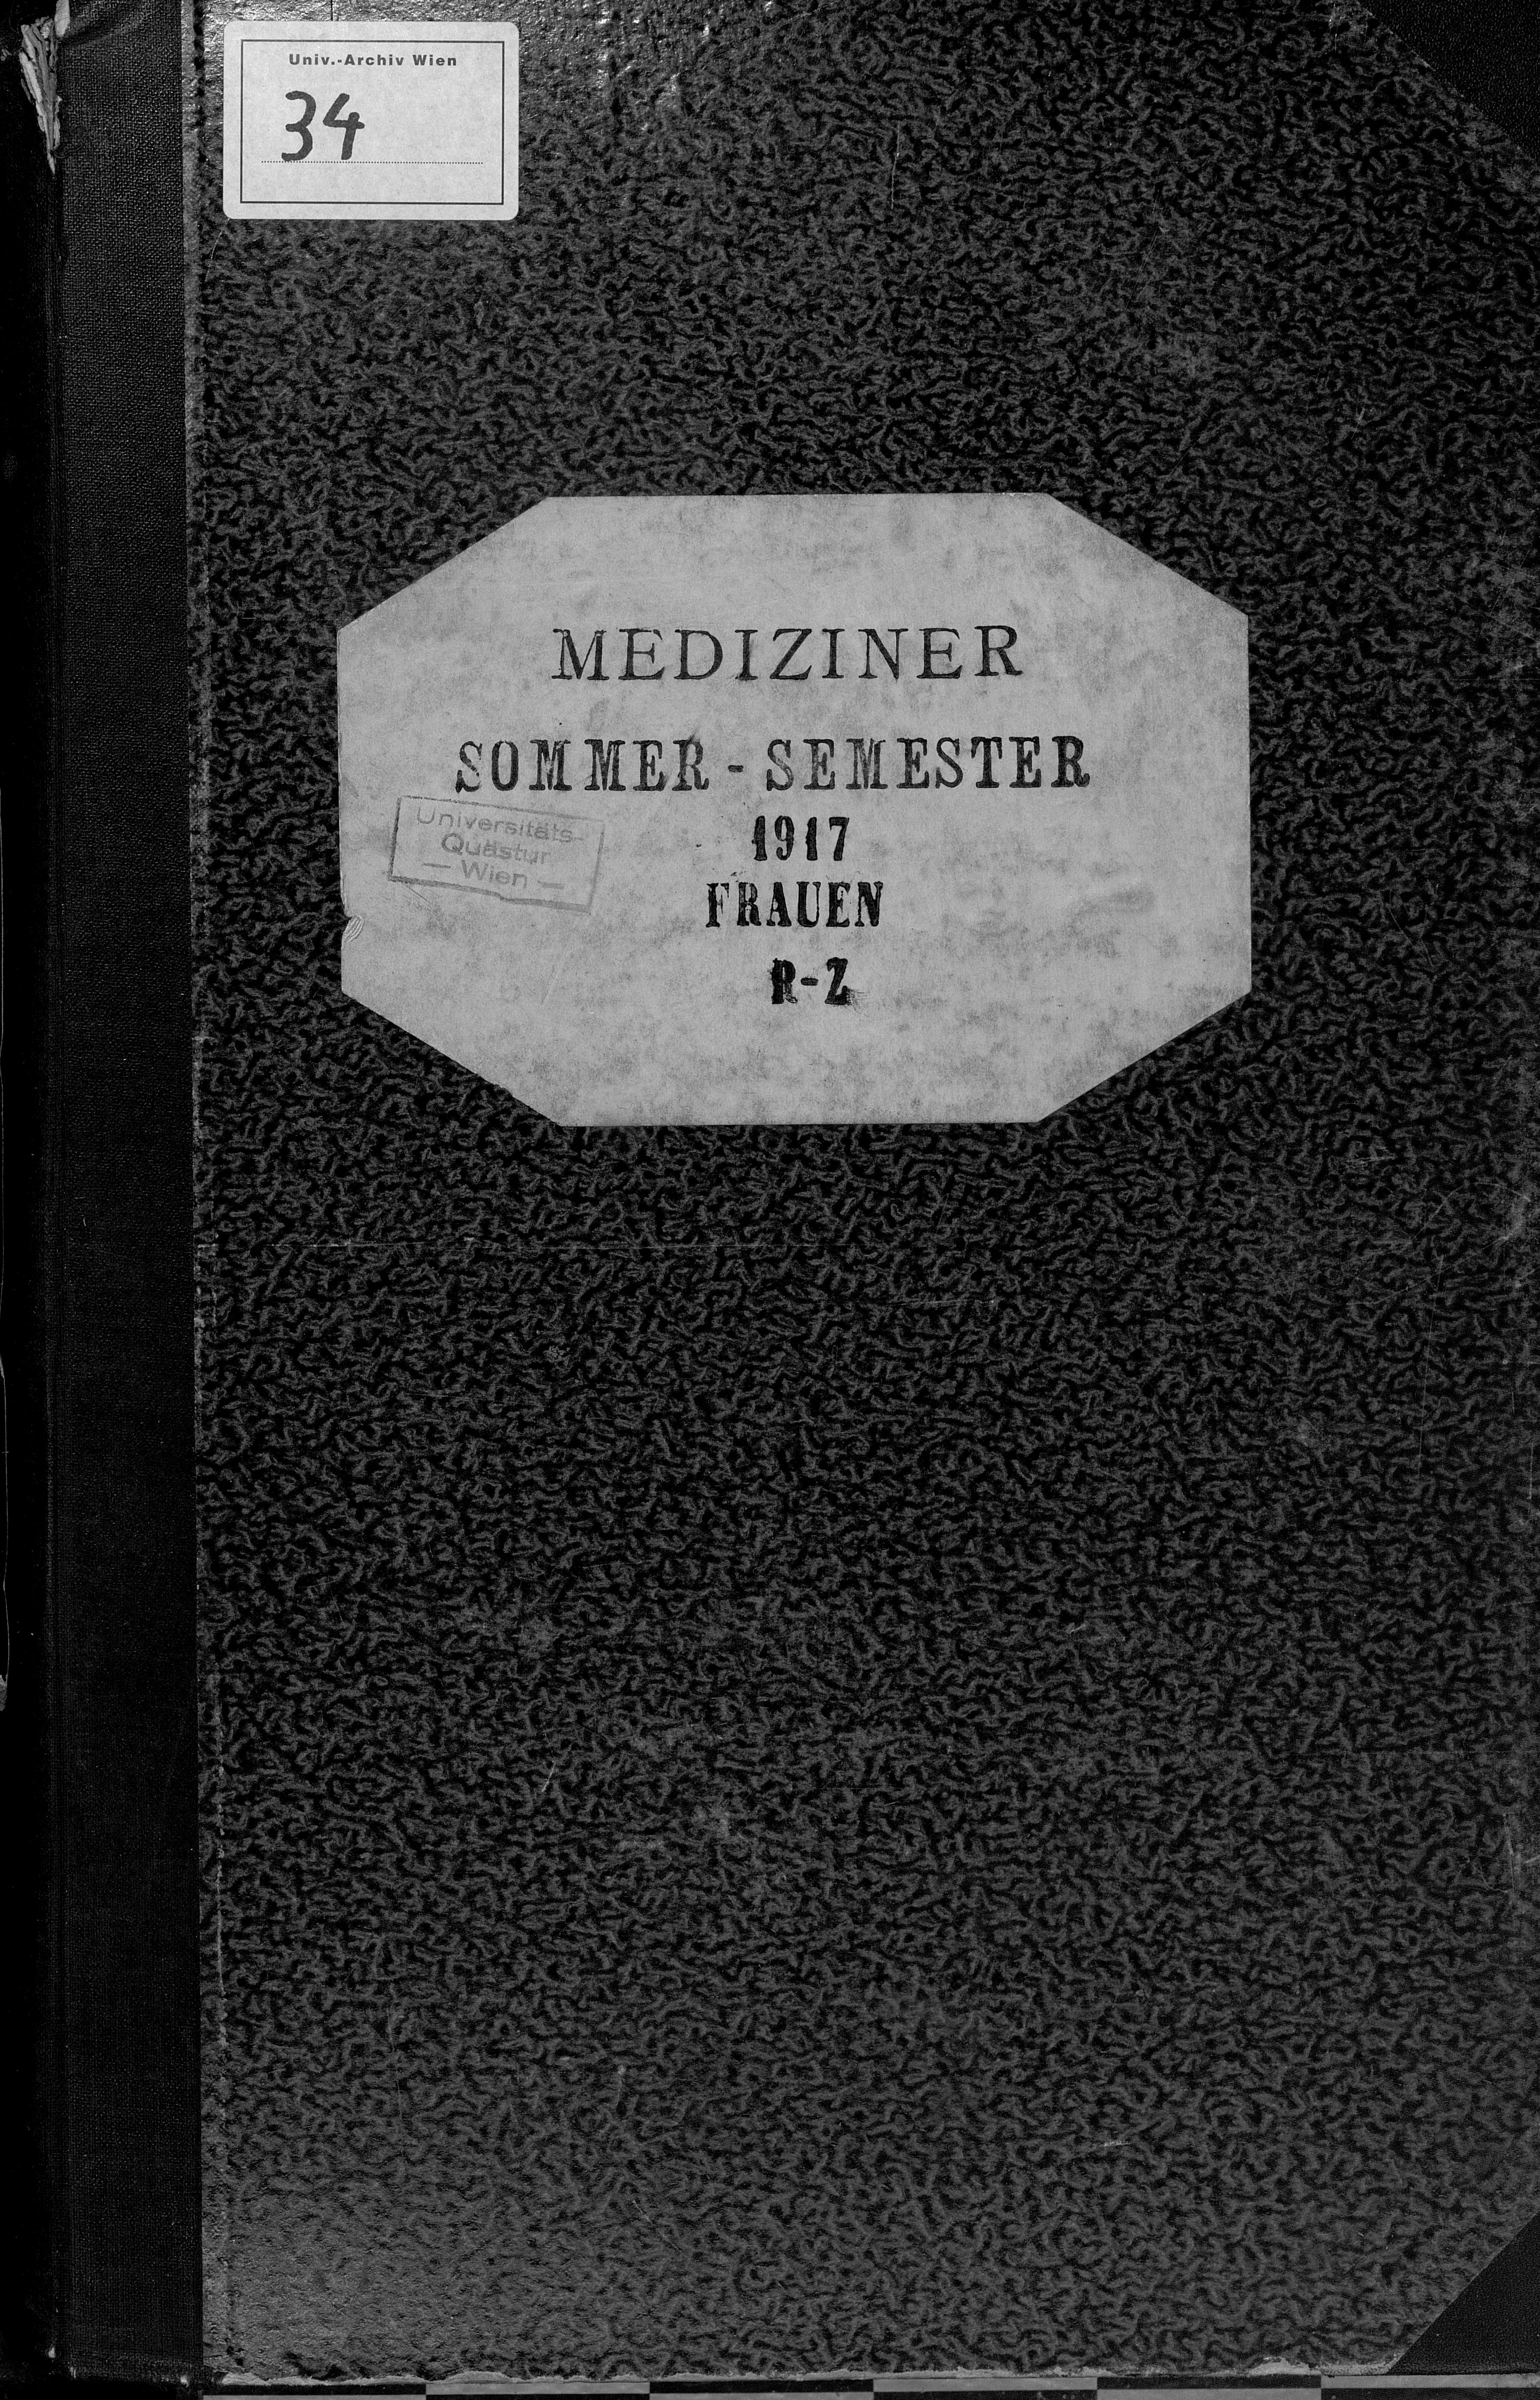 Univ.-Archiv Wien
34
MEDIZINER
SOMMER - SEMESTER
1917
FRAUEN
R-Z
Universitäts-
Quästur
— Wien —